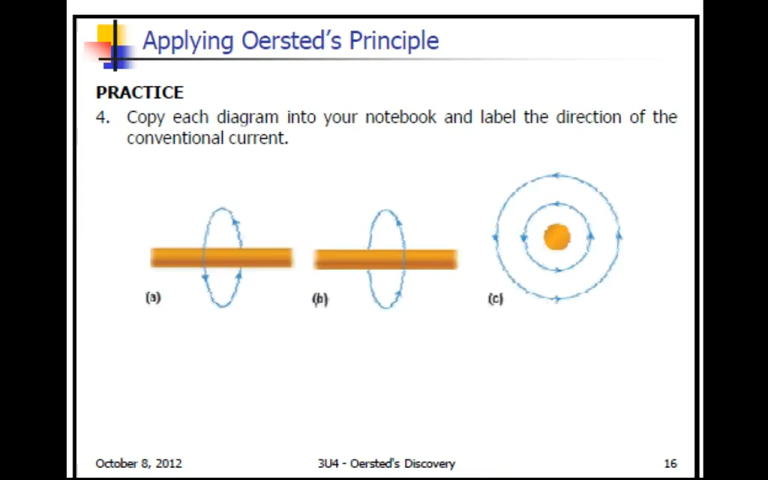 Applying Oersted's Principle
PRACTICE
4. Copy each diagram into your notebook and label the direction of the
conventional current.
(a) (b) (c)
October 8, 2012 3U4 - Oersted's Discovery 16